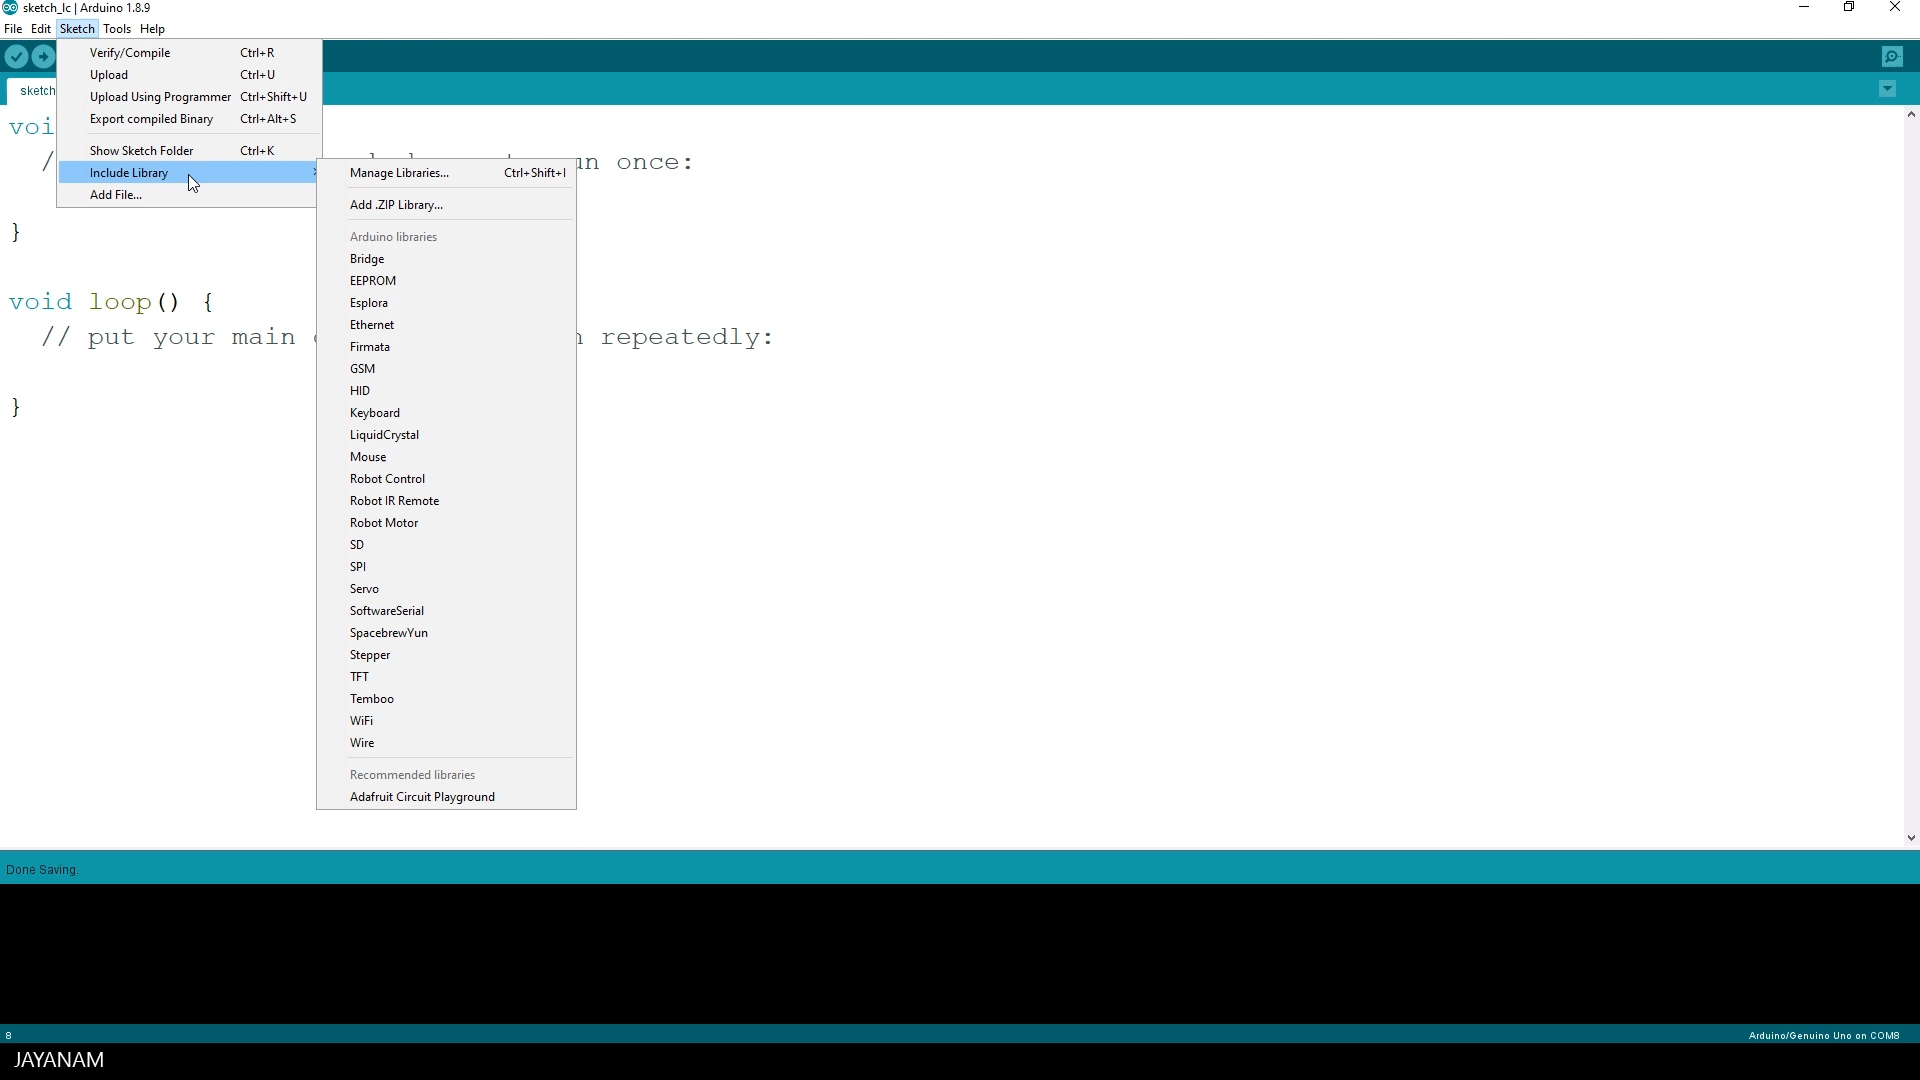 sketch_lc | Arduino 1.8.9
File Edit Sketch Tools Help
Verify/Compile Ctrl+R
Upload Ctrl+U
Upload Using Programmer Ctrl+Shift+U
Export compiled Binary Ctrl+Alt+S
Show Sketch Folder Ctrl+K
Include Library
Add File...
sketch
voi
// un once:
}
void loop() {
// put your main repeatedly:
}
Manage Libraries... Ctrl+Shift+I
Add .ZIP Library...
Arduino libraries
Bridge
EEPROM
Esplora
Ethernet
Firmata
GSM
HID
Keyboard
LiquidCrystal
Mouse
Robot Control
Robot IR Remote
Robot Motor
SD
SPI
Servo
SoftwareSerial
SpacebrewYun
Stepper
TFT
Temboo
WiFi
Wire
Recommended libraries
Adafruit Circuit Playground
Done Saving.
8 Arduino/Genuino Uno on COM8
JAYANAM